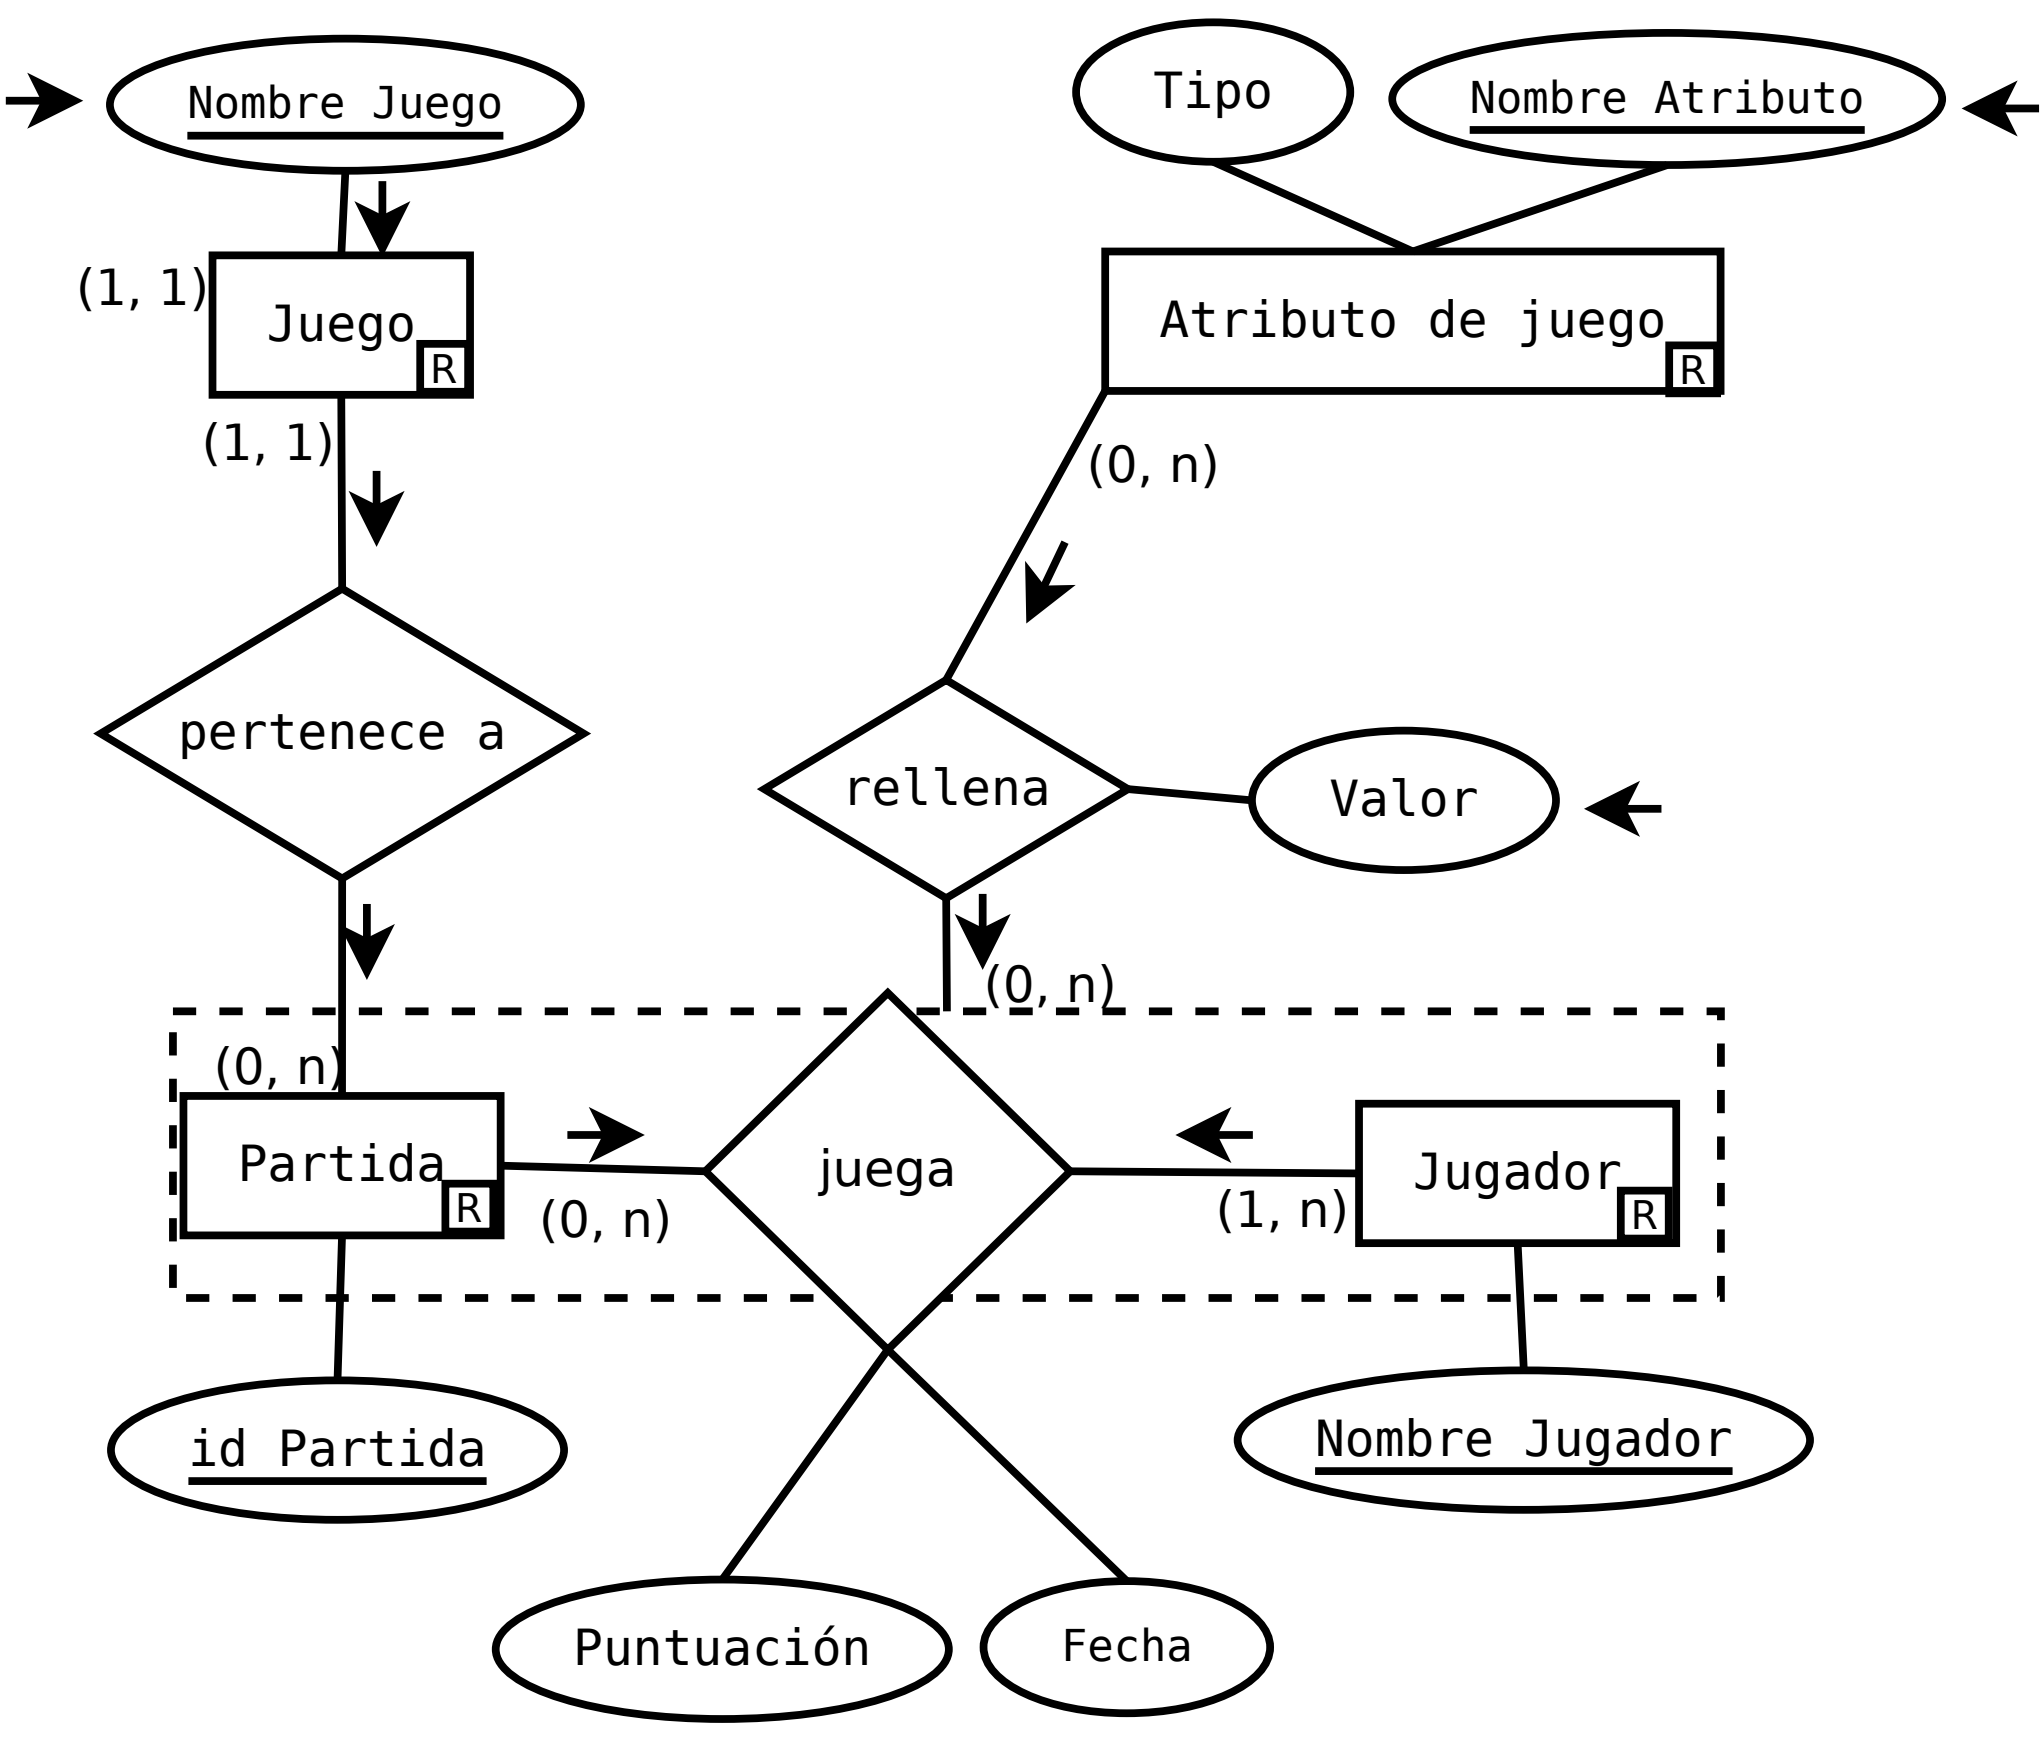 Nombre Juego
Tipo
Nombre Atributo
(1, 1)
Juego
R
Atributo de juego
R
(1, 1)
(0, n)
pertenece a
rellena
Valor
(0, n)
(0, n)
Partida
R
juega
Jugador
R
(0, n)
(1, n)
id Partida
Nombre Jugador
Puntuación
Fecha